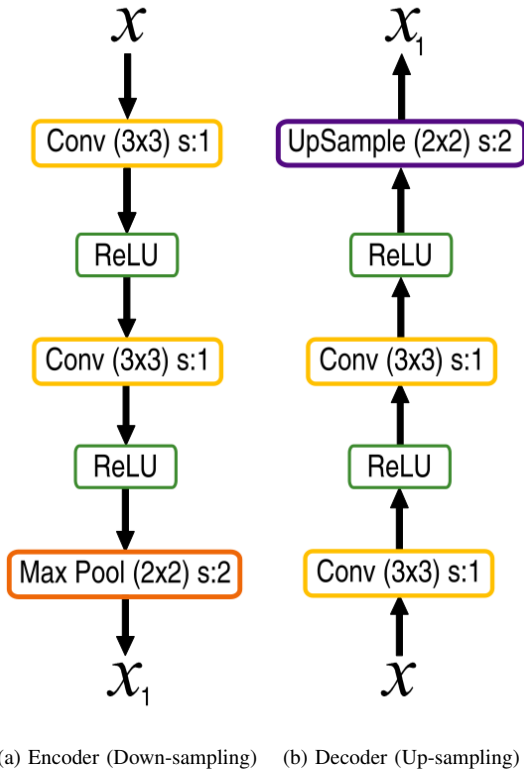 x
Conv (3x3) s:1
ReLU
Conv (3x3) s:1
ReLU
Max Pool (2x2) s:2
x₁
x₁
UpSample (2x2) s:2
ReLU
Conv (3x3) s:1
ReLU
Conv (3x3) s:1
x
a) Encoder (Down-sampling) (b) Decoder (Up-sampling)